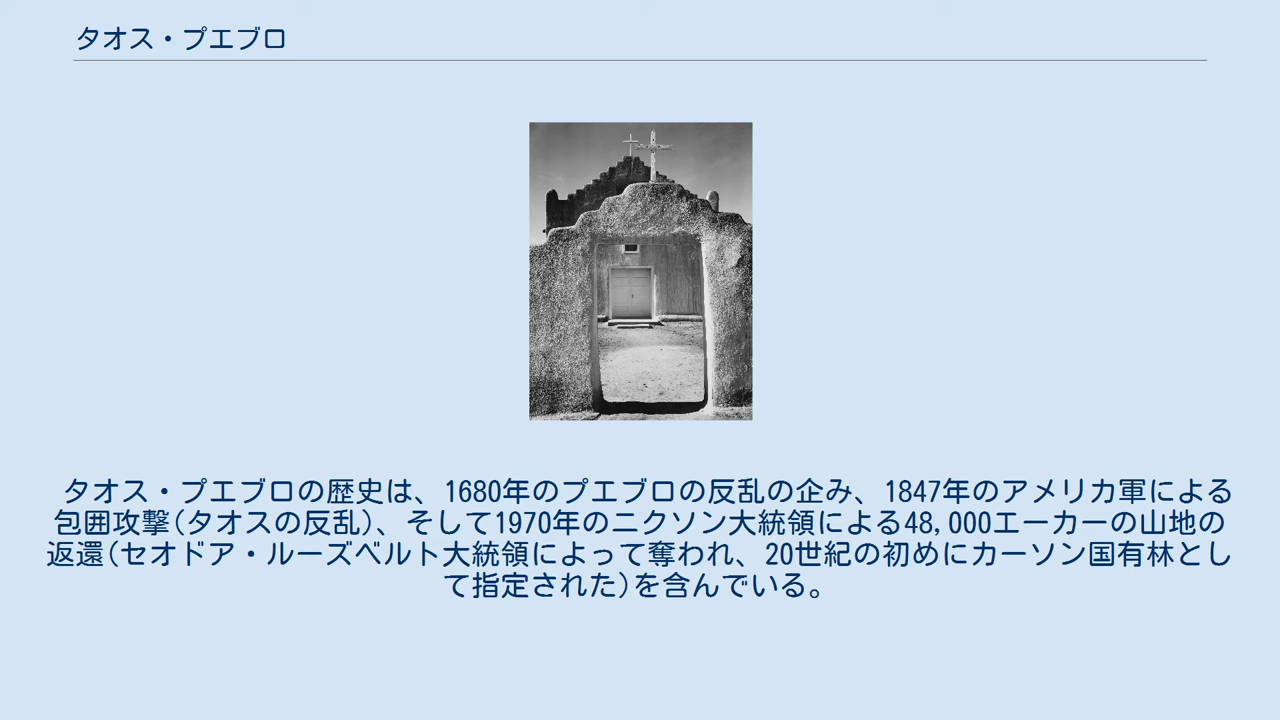 タオス・プエブロ
タオス・プエブロの歴史は、1680年のプエブロの反乱の企み、1847年のアメリカ軍による
包囲攻撃(タオスの反乱)、そして1970年のニクソン大統領による48,000エーカーの山地の
返還(セオドア・ルーズベルト大統領によって奪われ、20世紀の初めにカーソン国有林とし
て指定された)を含んでいる。